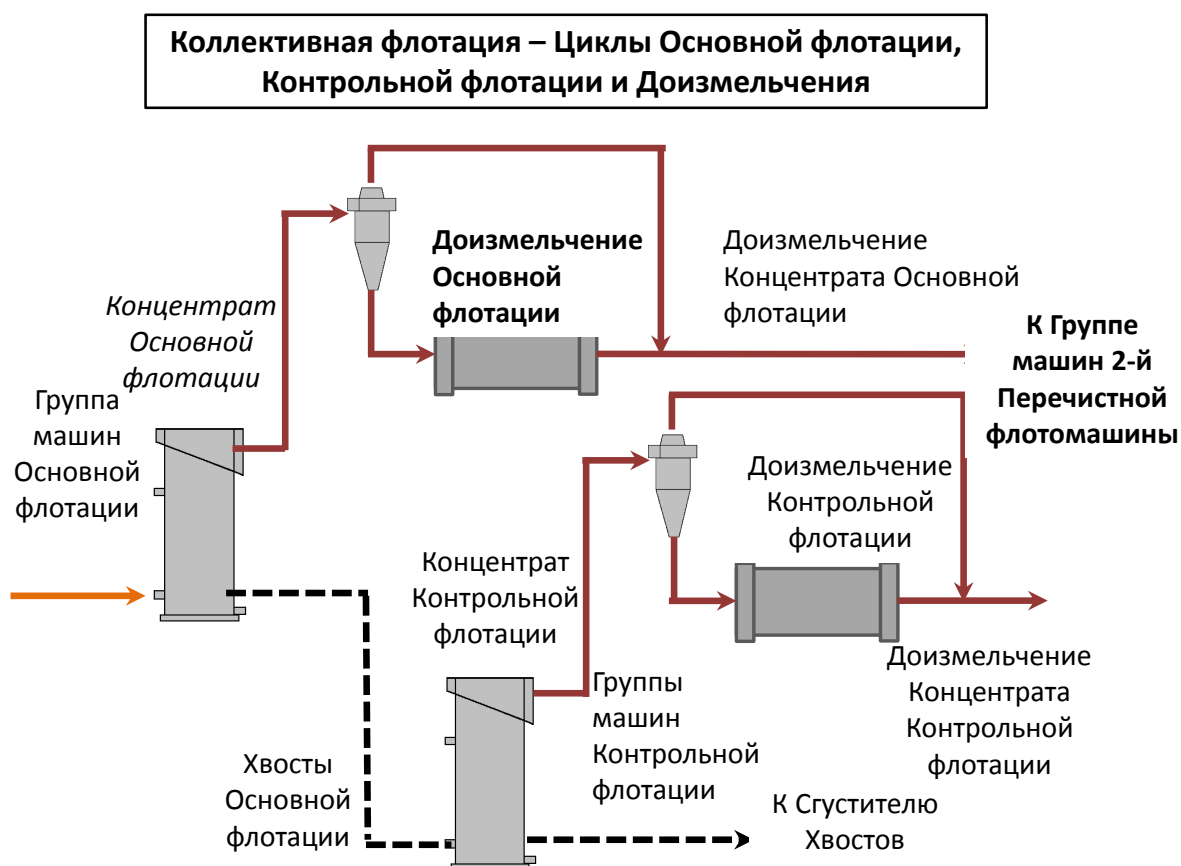 Коллективная флотация – Циклы Основной флотации,
Контрольной флотации и Доизмельчения
Концентрат
Основной
флотации
Доизмельчение
Основной
флотации
Доизмельчение
Концентрата Основной
флотации
К Группе
машин 2-й
Перечистной
флотомашины
Группа
машин
Основной
флотации
Доизмельчение
Контрольной
флотации
Концентрат
Контрольной
флотации
Группы
машин
Контрольной
флотации
Доизмельчение
Концентрата
Контрольной
флотации
Хвосты
Основной
флотации
К Сгустителю
Хвостов